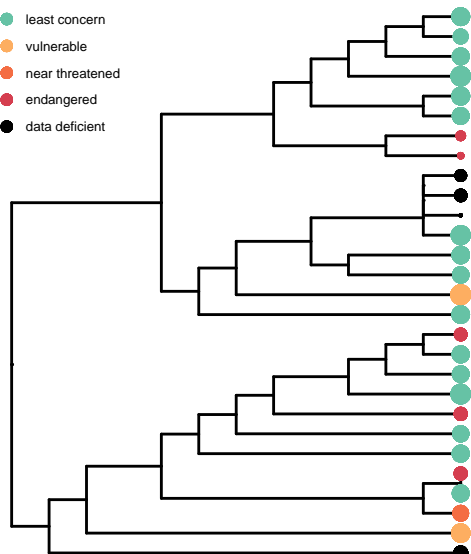 least concern
vulnerable
near threatened
endangered
data deficient